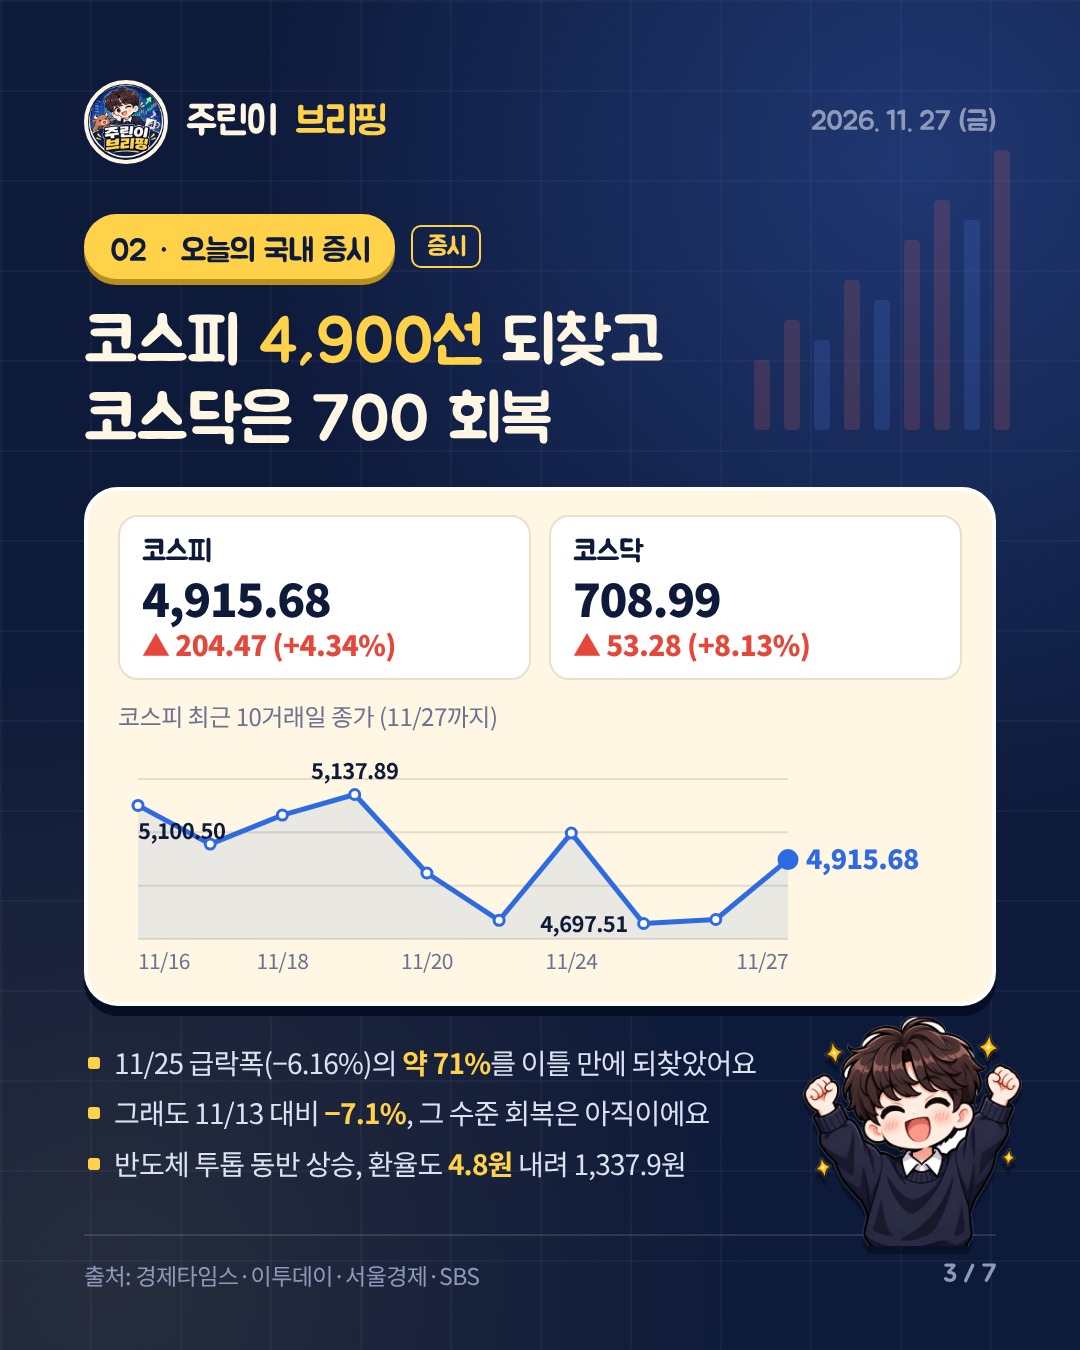 주린이 브리핑
주린이 브리핑
2026. 11. 27 (금)
02 · 오늘의 국내 증시
증시
코스피 4,900선 되찾고
코스닥은 700 회복
코스피
4,915.68
▲ 204.47 (+4.34%)
코스닥
708.99
▲ 53.28 (+8.13%)
코스피 최근 10거래일 종가 (11/27까지)
5,137.89
5,100.50
4,915.68
4,697.51
11/16 11/18 11/20 11/24 11/27
11/25 급락폭(−6.16%)의 약 71%를 이틀 만에 되찾았어요
그래도 11/13 대비 −7.1%, 그 수준 회복은 아직이에요
반도체 투톱 동반 상승, 환율도 4.8원 내려 1,337.9원
출처: 경제타임스·이투데이·서울경제·SBS
3 / 7